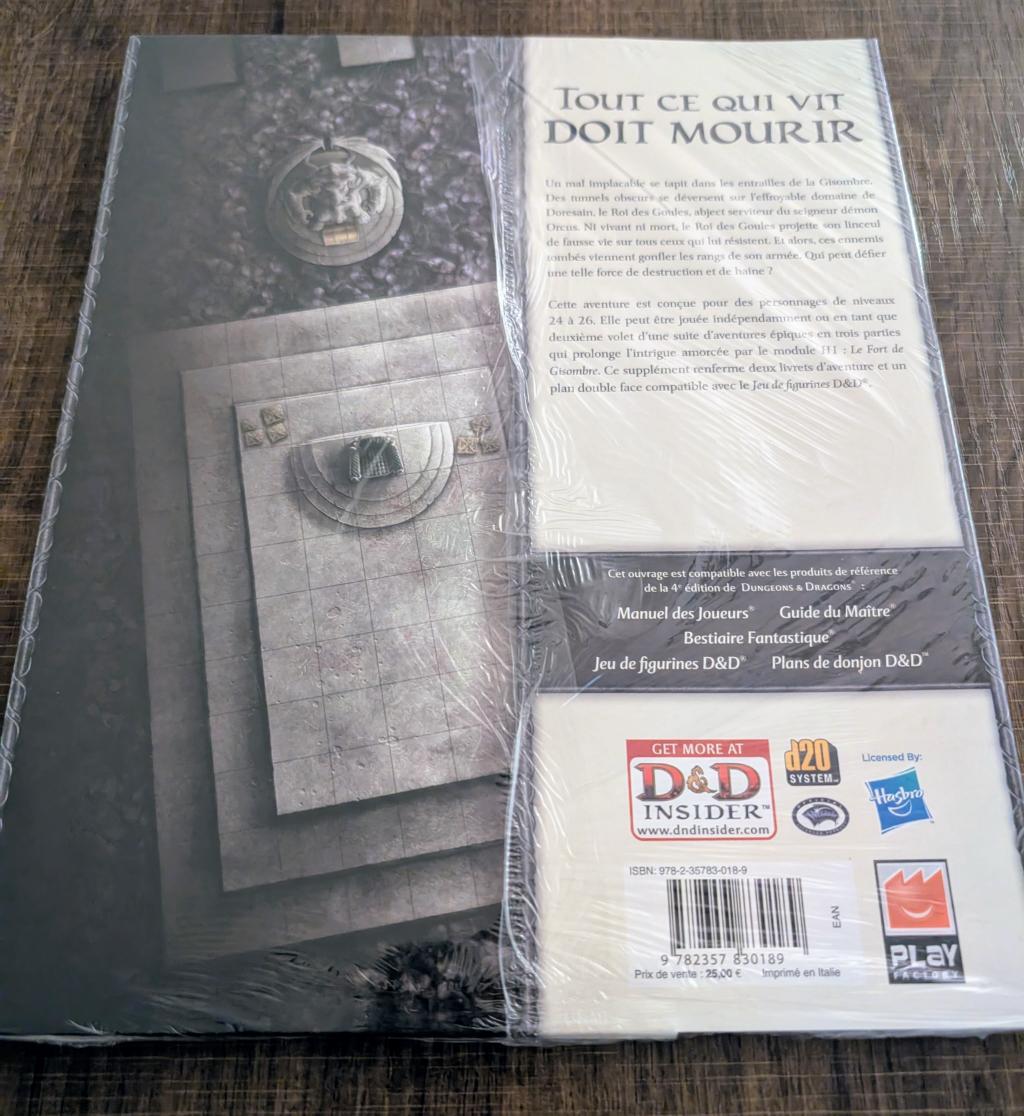 Tout ce qui vit
doit mourir
Un mal implacable se tapit dans les entrailles de la Gisombre.
Des tunnels obscurs se déversent sur l'effroyable domaine de
Doresain, le Roi des Goules, abject serviteur du seigneur démon
Orcus. Ni vivant ni mort, le Roi des Goules projette son linceul
de fausse vie sur tous ceux qui lui résistent. Et alors, ces ennemis
tombés viennent gonfler les rangs de son armée. Qui peut défier
une telle force de destruction et de haine ?
Cette aventure est conçue pour des personnages de niveaux
24 à 26. Elle peut être jouée indépendamment ou en tant que
deuxième volet d'une suite d'aventures épiques en trois parties
qui prolonge l'intrigue amorcée par le module H1 : Le Fort de
Gisombre. Ce supplément renferme deux livrets d'aventure et un
plan double face compatible avec le Jeu de figurines D&D®.
Cet ouvrage est compatible avec les produits de référence
de la 4e édition de Dungeons & Dragons® :
Manuel des Joueurs® Guide du Maître®
Bestiaire Fantastique®
Jeu de figurines D&D® Plans de donjon D&D™
GET MORE AT
D&D
INSIDER™
www.dndinsider.com
d20
SYSTEM™
Licensed By:
Hasbro
ISBN: 978-2-35783-018-9
EAN
9 782357 830189
Prix de vente : 25,00 € Imprimé en Italie
PLAY
FACTORY